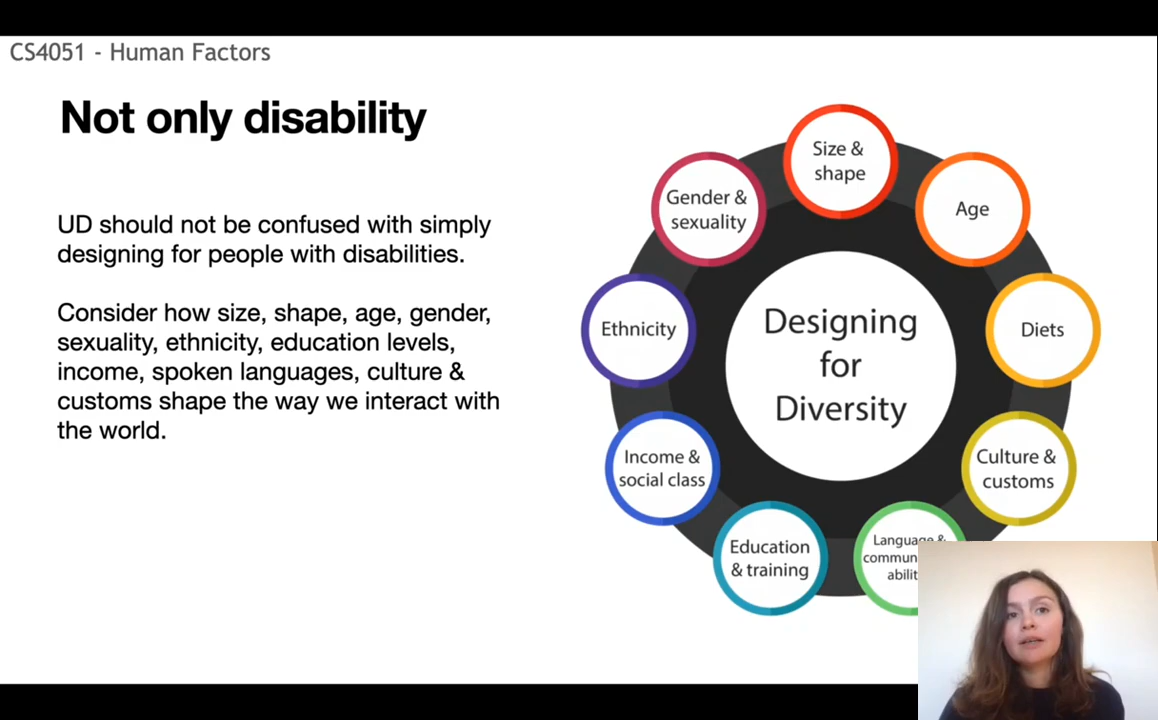 CS4051 - Human Factors
Not only disability
UD should not be confused with simply
designing for people with disabilities.
Consider how size, shape, age, gender,
sexuality, ethnicity, education levels,
income, spoken languages, culture &
customs shape the way we interact with
the world.
Designing
for
Diversity
Size &
shape
Age
Diets
Culture &
customs
Language &
Education
& training
Income &
social class
Ethnicity
Gender &
sexuality